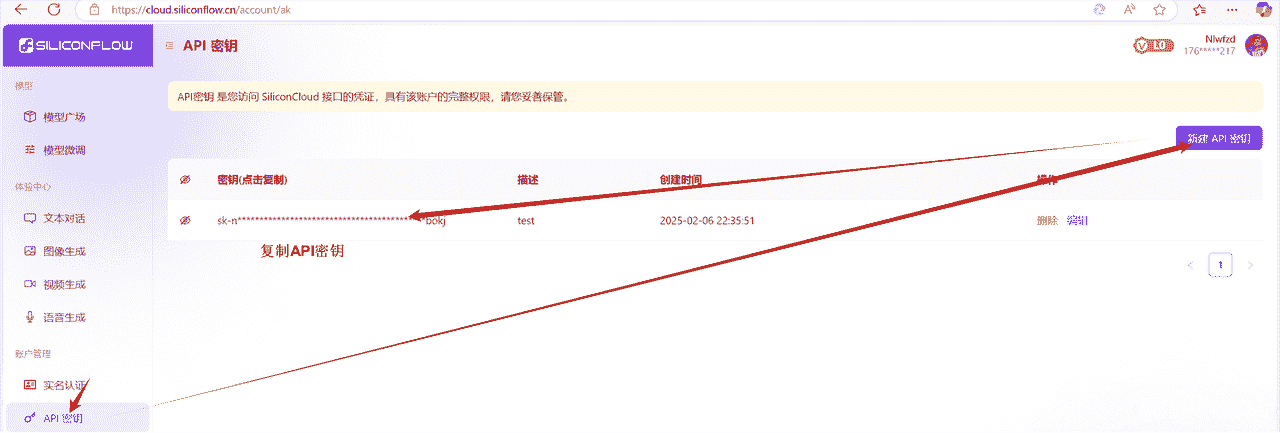 https://cloud.siliconflow.cn/account/ak
SILICONFLOW
API 密钥
L0
Nlwfzd
176*****217
模型
API密钥 是您访问 SiliconCloud 接口的凭证，具有该账户的完整权限，请您妥善保管。
模型广场
新建 API 密钥
模型微调
密钥(点击复制) 描述 创建时间 操作
体验中心
文本对话
test 2025-02-06 22:35:51 删除 编辑
图像生成
复制API密钥
1
视频生成
语音生成
账户管理
实名认证
API 密钥